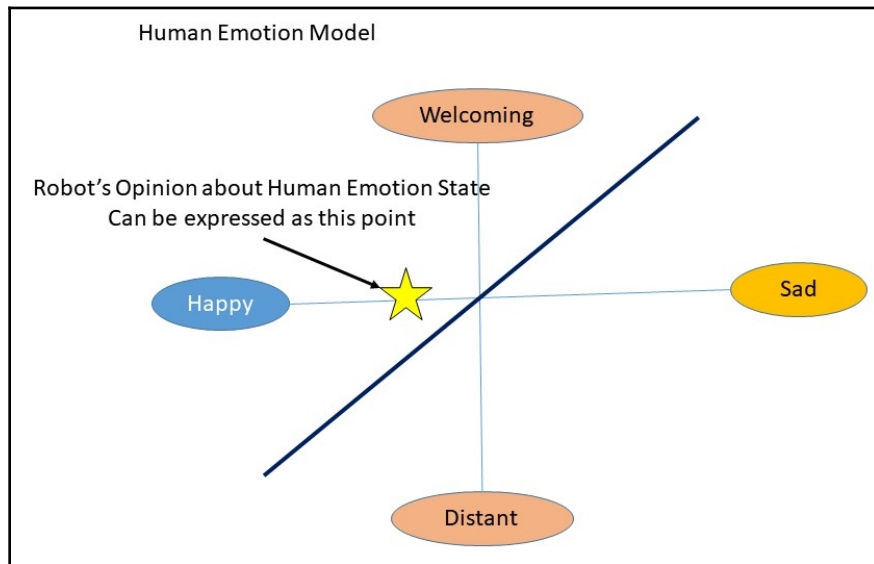 Human Emotion Model
Welcoming
Robot's Opinion about Human Emotion State
Can be expressed as this point
Happy
Sad
Distant